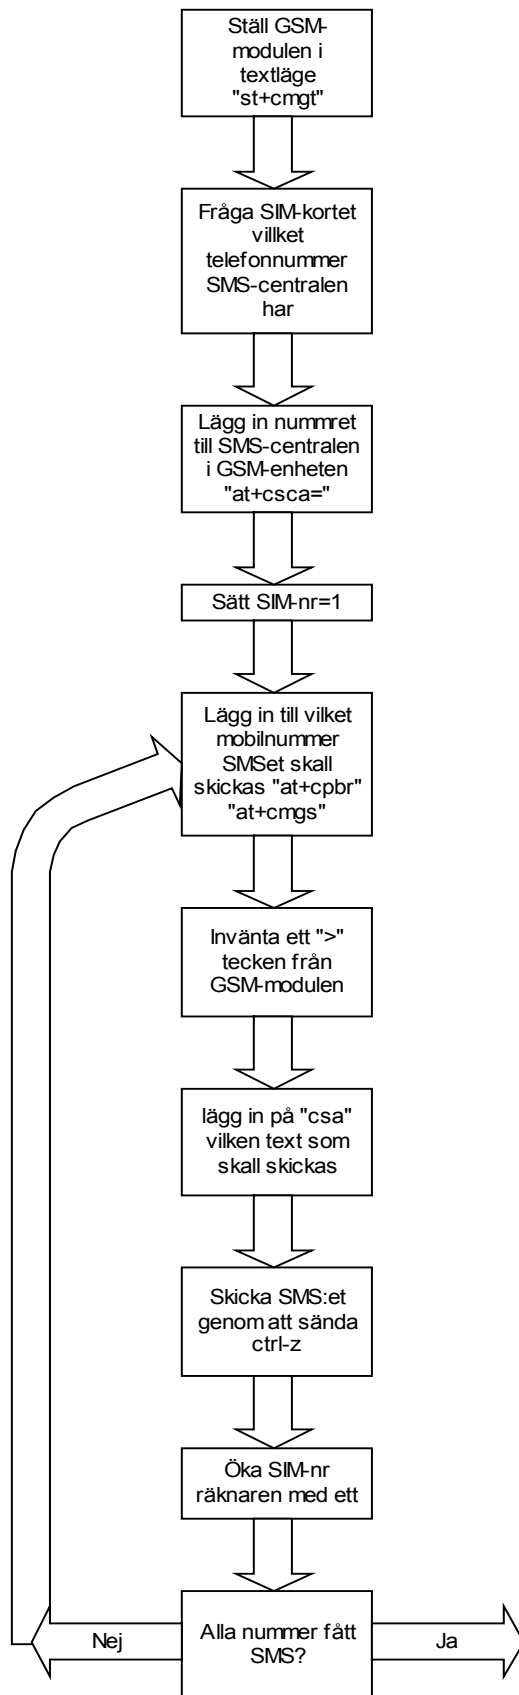 Ställ GSM-
modulen i
textläge
"st+cmgt"
Fråga SIM-kortet
villket
telefonnummer
SMS-centralen
har
Lägg in nummret
till SMS-centralen
i GSM-enheten
"at+csca="
Sätt SIM-nr=1
Lägg in till vilket
mobilnummer
SMSet skall
skickas "at+cpbr"
"at+cmgs"
Invänta ett ">"
tecken från
GSM-modulen
lägg in på "csa"
vilken text som
skall skickas
Skicka SMS:et
genom att sända
ctrl-z
Öka SIM-nr
räknaren med ett
Alla nummer fått
SMS?
Nej
Ja